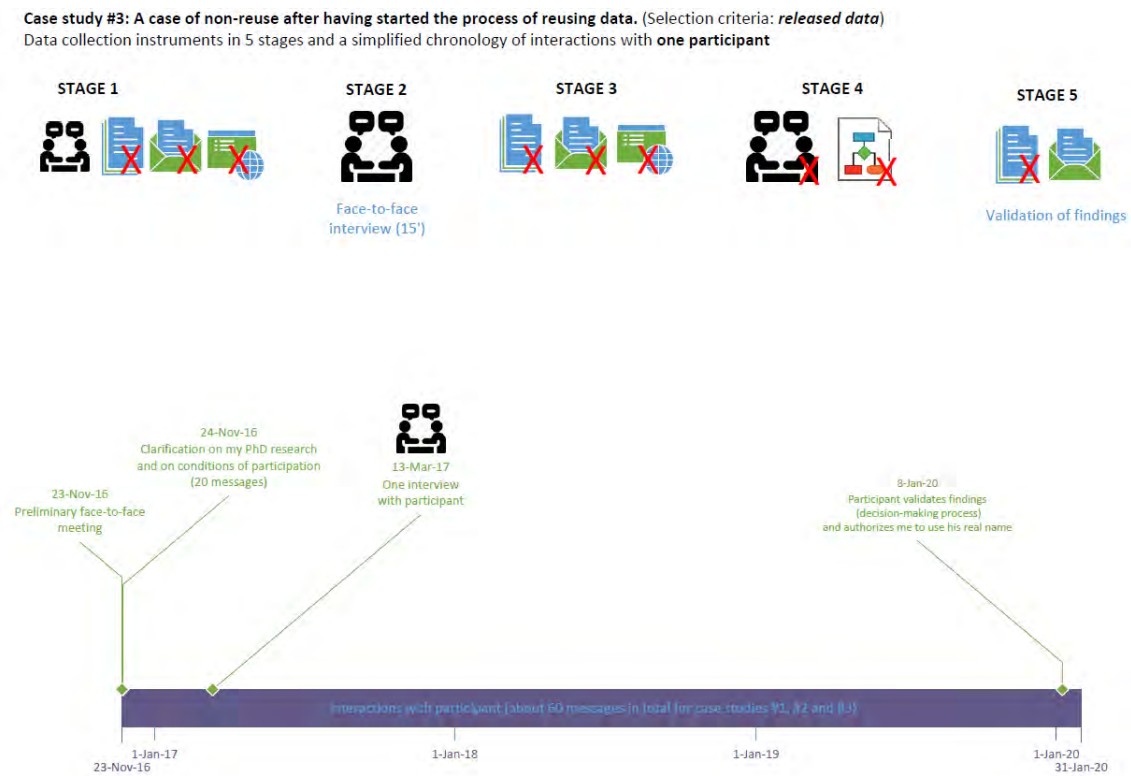 Case study #3: A case of non-reuse after having started the process of reusing data. (Selection criteria: released data)
Data collection instruments in 5 stages and a simplified chronology of interactions with one participant
STAGE 1
STAGE 2
STAGE 3
STAGE 4
STAGE 5
Face-to-face
interview (15')
Validation of findings
23-Nov-16
Preliminary face-to-face
meeting
24-Nov-16
Clarification on my PhD research
and on conditions of participation
(20 messages)
13-Mar-17
One interview
with participant
8-Jan-20
Participant validates findings
(decision-making process)
and authorizes me to use his real name
Interactions with participant (about 60 messages in total for case studies #1, #2 and #3)
1-Jan-17
1-Jan-18
1-Jan-19
1-Jan-20
23-Nov-16
31-Jan-20